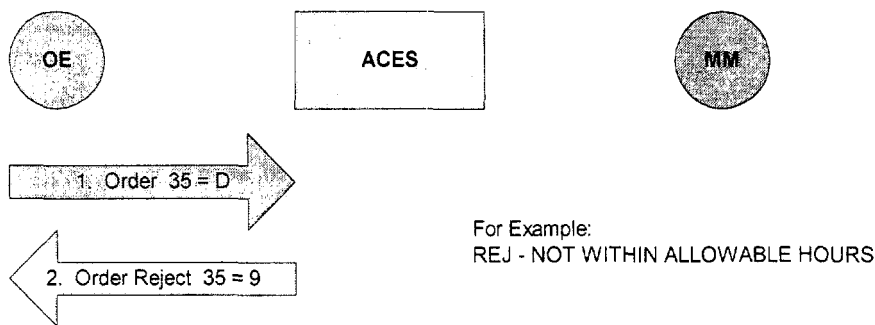 OE
ACES
MM
1. Order 35 = D
For Example:
REJ - NOT WITHIN ALLOWABLE HOURS
2. Order Reject 35 = 9